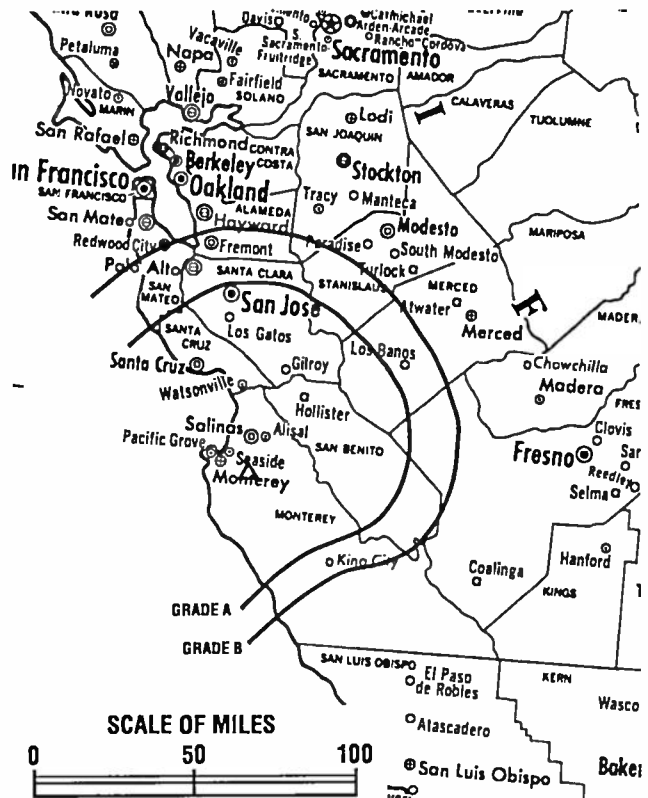 Petaluma
Napa
Vacaville
Davis
S.
Sacramento
Fruitridge
Carmichael
Arden-Arcade
Rancho-Cordova
Sacramento
Fairfield
SOLANO
SACRAMENTO
AMADOR
Novato
MARIN
Vallejo
Lodi
I
CALAVERAS
TUOLUMNE
San Rafael
Richmond
CONTRA
COSTA
SAN JOAQUIN
Berkeley
Stockton
n Francisco
SAN FRANCISCO
Oakland
ALAMEDA
Tracy
Manteca
San Mateo
Hayward
Modesto
MARIPOSA
Redwood City
Fremont
Paradise
South Modesto
Palo Alto
SANTA CLARA
Turlock
STANISLAUS
MERCED
SAN
MATEO
San Jose
Atwater
F
Merced
MADER
SANTA
CRUZ
Los Gatos
Los Banos
Santa Cruz
Gilroy
Chowchilla
Watsonville
Madera
Hollister
FRES
Salinas
Alisal
Clovis
Pacific Grove
SAN BENITO
Fresno
San
Seaside
Monterey
Reedley
Selma
MONTEREY
King City
Coalinga
Hanford
KINGS
GRADE A
GRADE B
SAN LUIS OBISPO
El Paso
de Robles
KERN
Wasco
Atascadero
SCALE OF MILES
0
50
100
San Luis Obispo
Baker